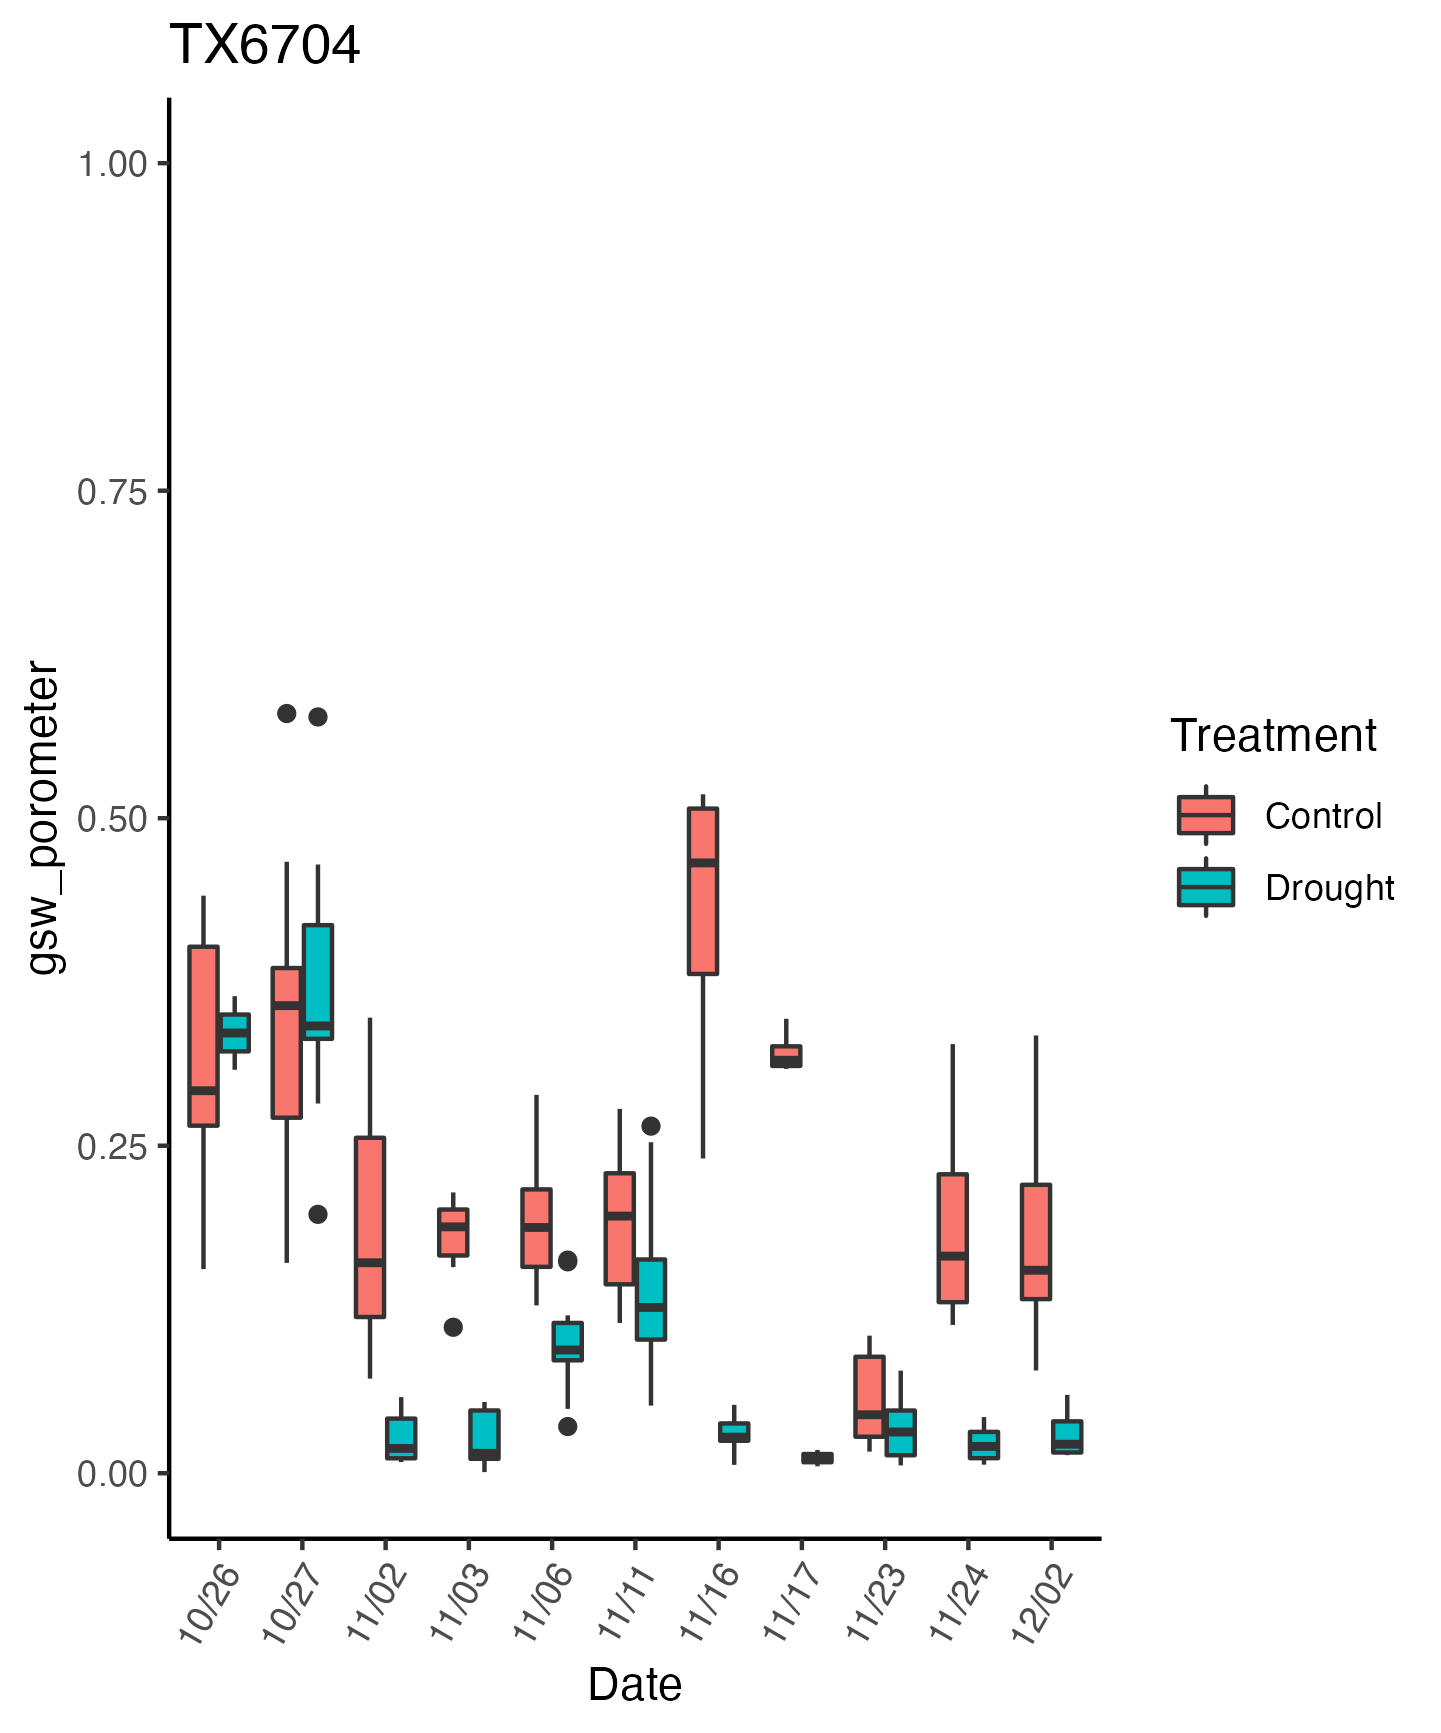 TX6704
1.00
0.75
0.50
0.25
0.00
gsw_porometer
10/26
10/27
11/02
11/03
11/06
11/11
11/16
11/17
11/23
11/24
12/02
Date
Treatment
Control
Drought